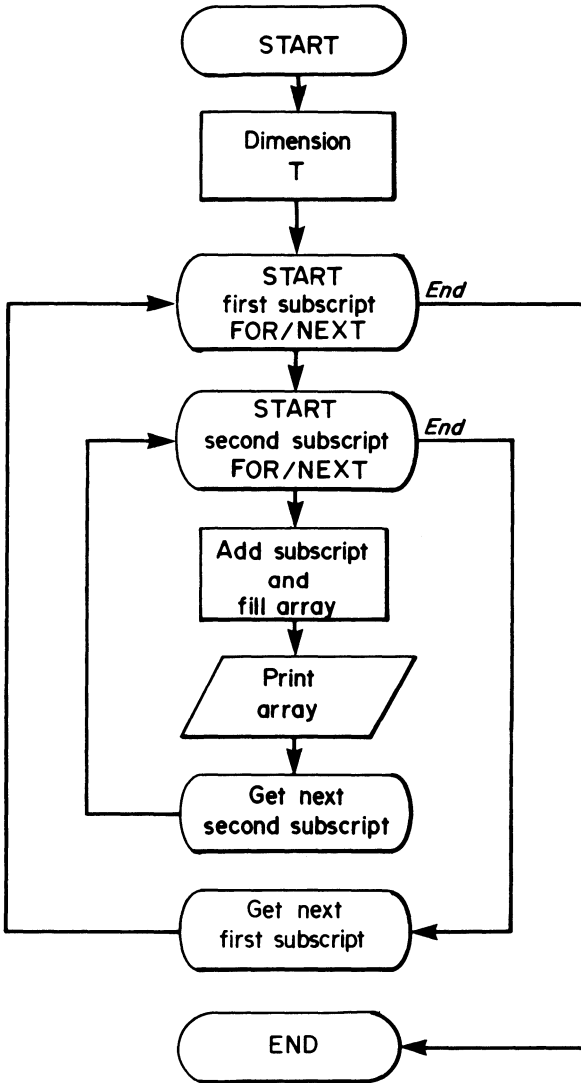 START
Dimension
T
START
first subscript
FOR/NEXT
End
START
second subscript
FOR/NEXT
End
Add subscript
and
fill array
Print
array
Get next
second subscript
Get next
first subscript
END